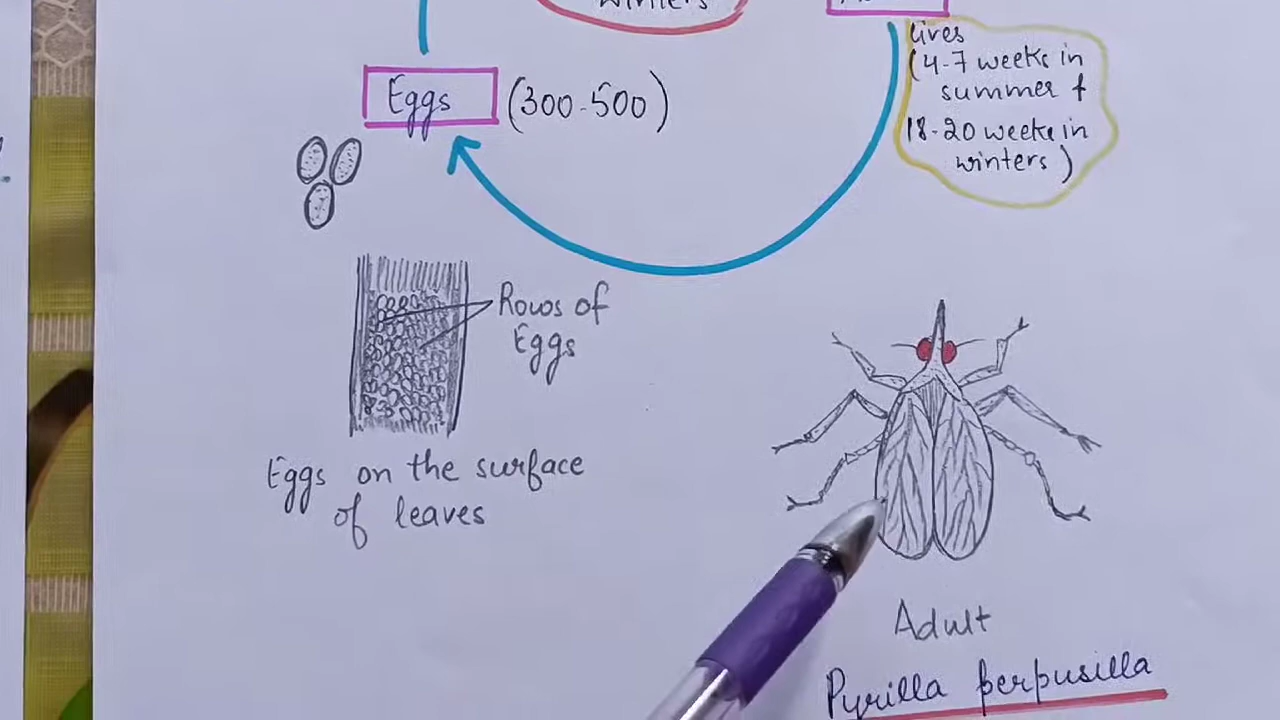 winters
Eggs (300-500)
lives
(4-7 weeks in
summer &
18-20 weeks in
winters)
Rows of
Eggs
Eggs on the surface
of leaves
Adult
Pyrilla perpusilla